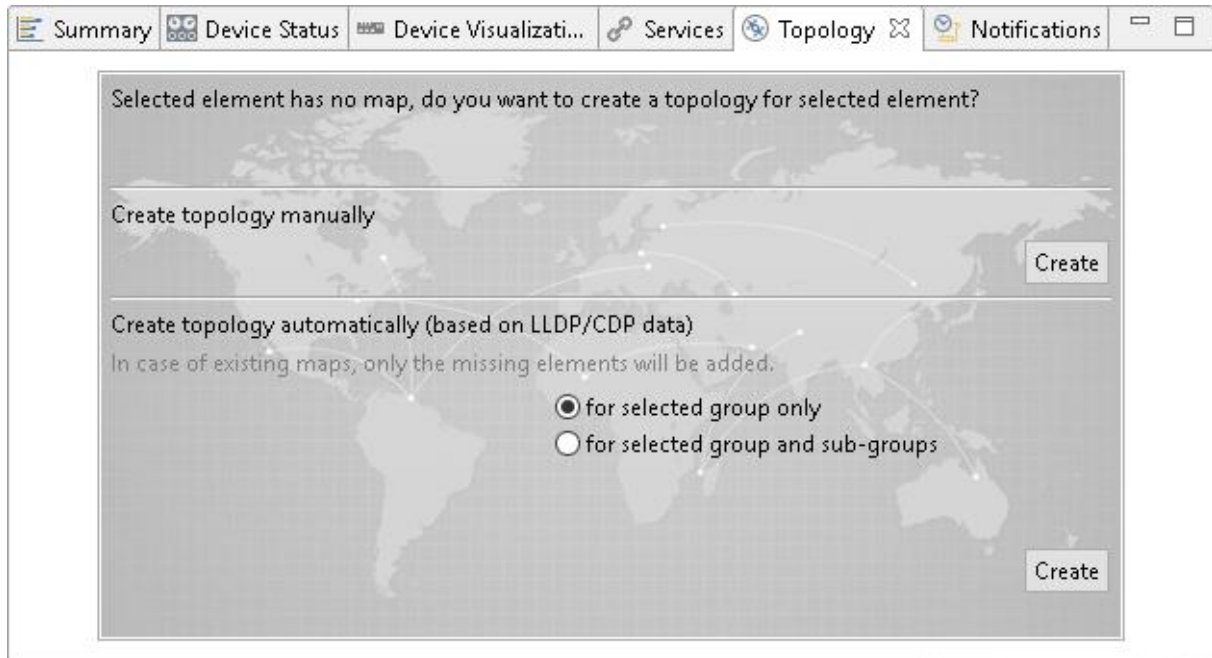 Summary Device Status Device Visualizati... Services Topology Notifications
Selected element has no map, do you want to create a topology for selected element?
Create topology manually
Create
Create topology automatically (based on LLDP/CDP data)
In case of existing maps, only the missing elements will be added.
for selected group only
for selected group and sub-groups
Create